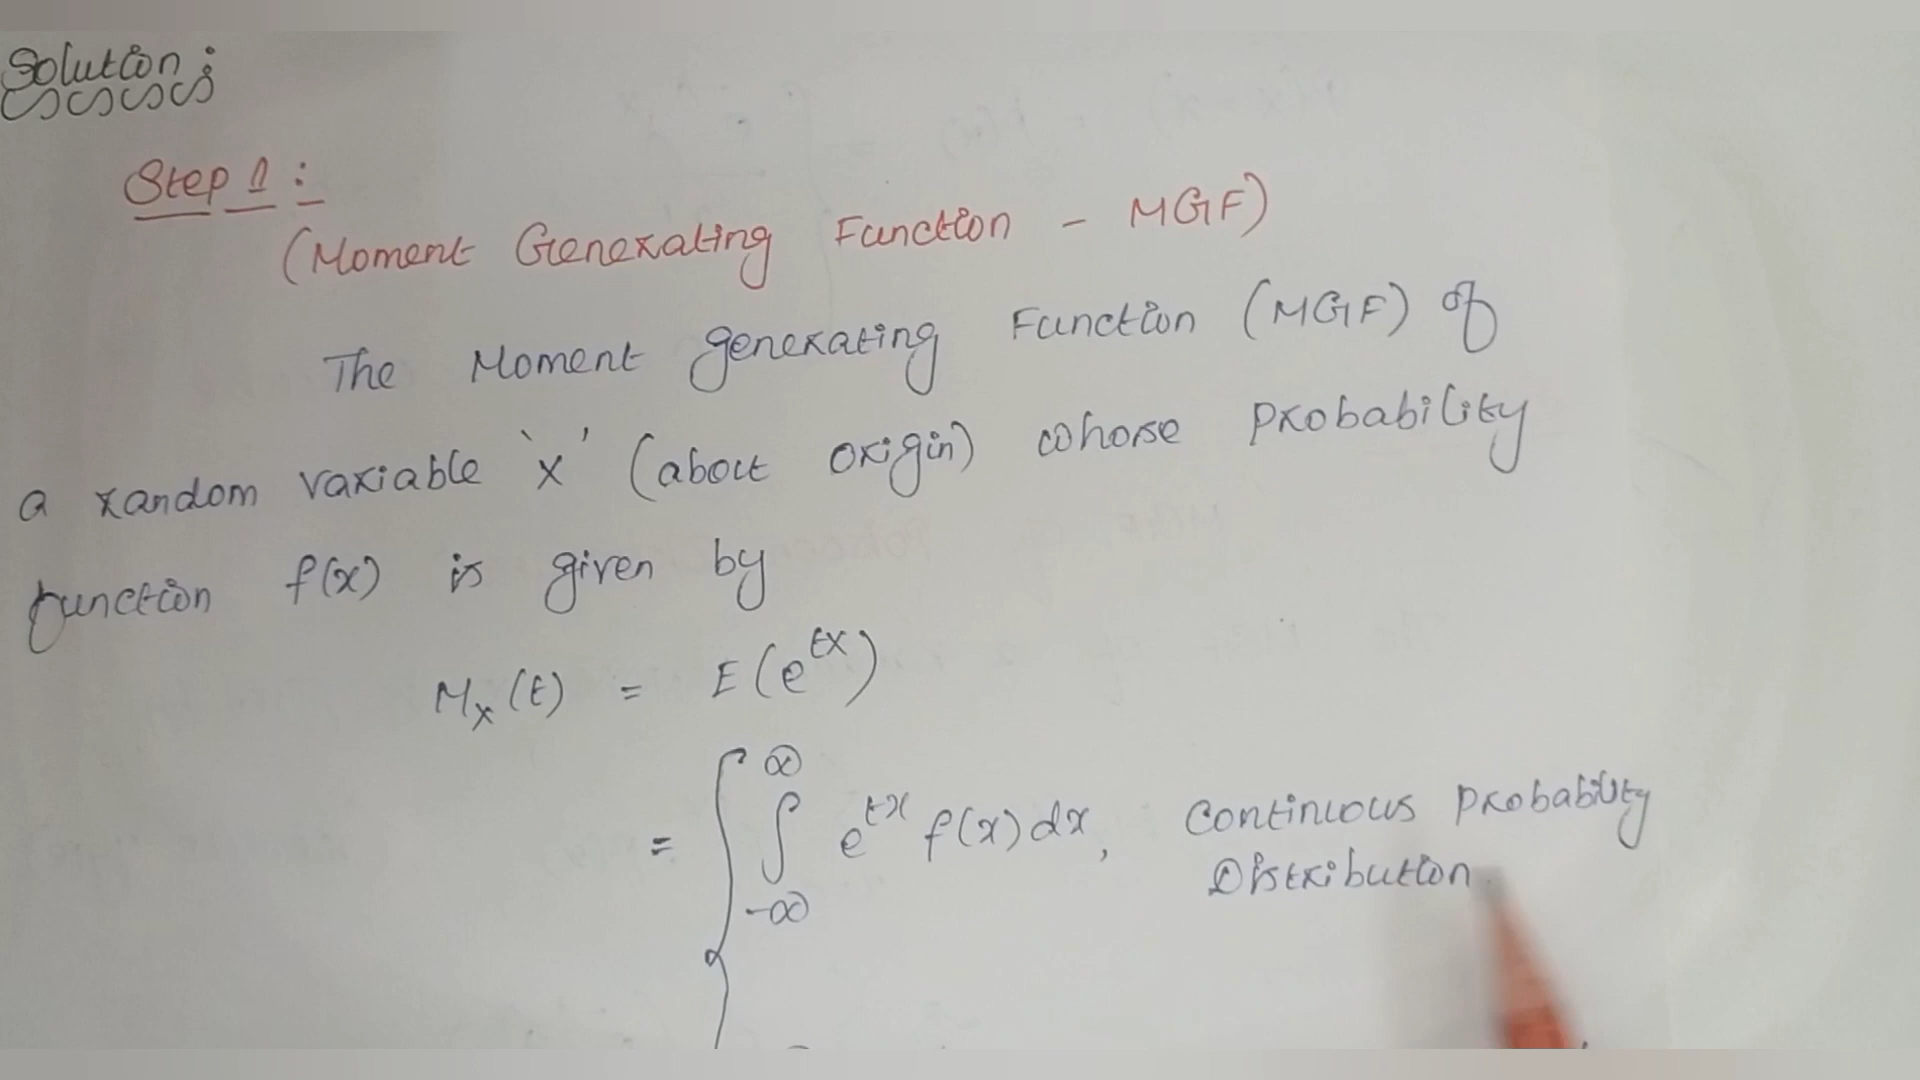 Solution:
Step 1:
(Moment Generating Function - MGF)
The Moment generating Function (MGF) of
a random variable 'x' (about origin) whose probability
function f(x) is given by
Mx(t) = E(e^tx)
= { ∫_{-∞}^{∞} e^tx f(x) dx, Continuous probability
Distribution